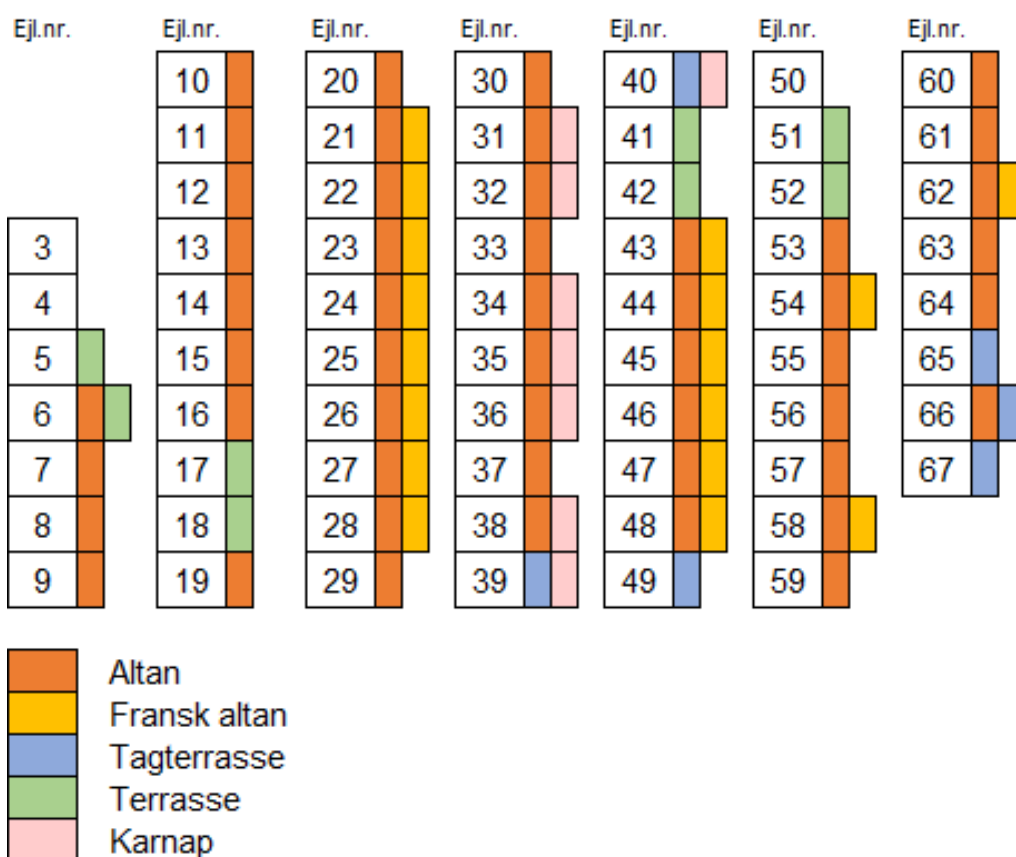 Ejl.nr. Ejl.nr. Ejl.nr. Ejl.nr. Ejl.nr. Ejl.nr. Ejl.nr.
10 20 30 40 50 60
11 21 31 41 51 61
12 22 32 42 52 62
3 13 23 33 43 53 63
4 14 24 34 44 54 64
5 15 25 35 45 55 65
6 16 26 36 46 56 66
7 17 27 37 47 57 67
8 18 28 38 48 58
9 19 29 39 49 59
Altan
Fransk altan
Tagterrasse
Terrasse
Karnap